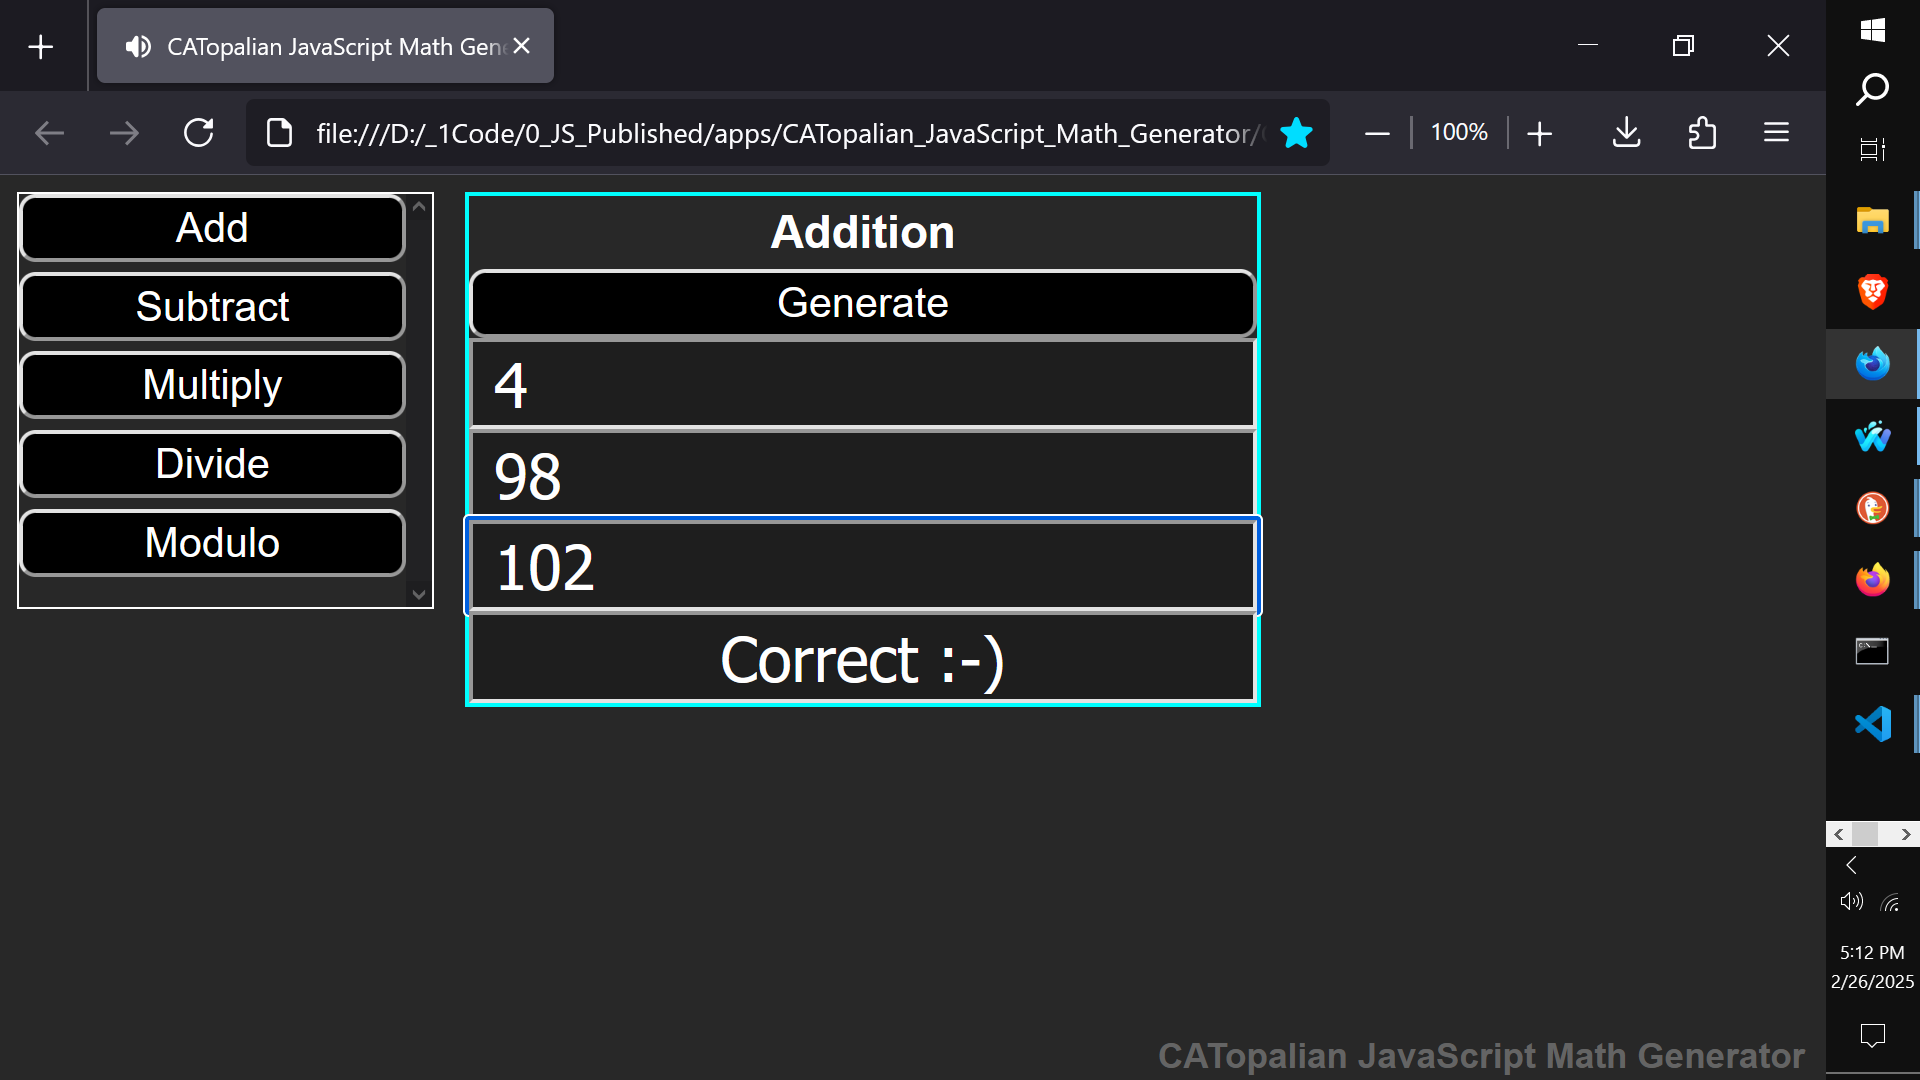 CATopalian JavaScript Math Gen
file:///D:/_1Code/0_JS_Published/apps/CATopalian_JavaScript_Math_Generator/
100%
Add
Subtract
Multiply
Divide
Modulo
Addition
Generate
4
98
102
Correct :-)
5:12 PM
2/26/2025
CATopalian JavaScript Math Generator